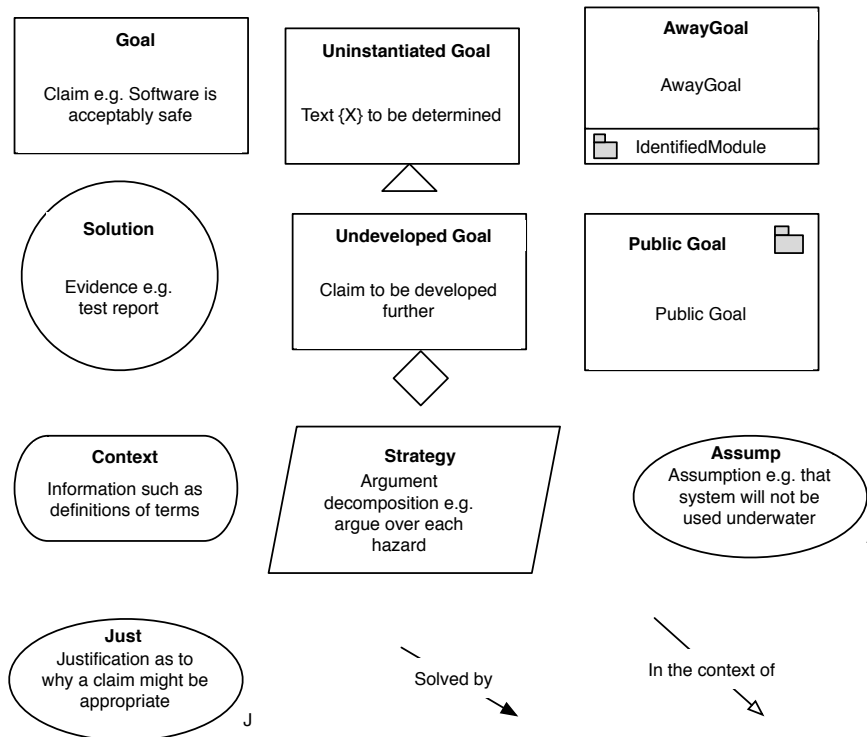 Goal
Claim e.g. Software is
acceptably safe
Uninstantiated Goal
Text {X} to be determined
AwayGoal
AwayGoal
IdentifiedModule
Solution
Evidence e.g.
test report
Undeveloped Goal
Claim to be developed
further
Public Goal
Public Goal
Context
Information such as
definitions of terms
Strategy
Argument
decomposition e.g.
argue over each
hazard
Assump
Assumption e.g. that
system will not be
used underwater
Just
Justification as to
why a claim might be
appropriate
J
Solved by
In the context of